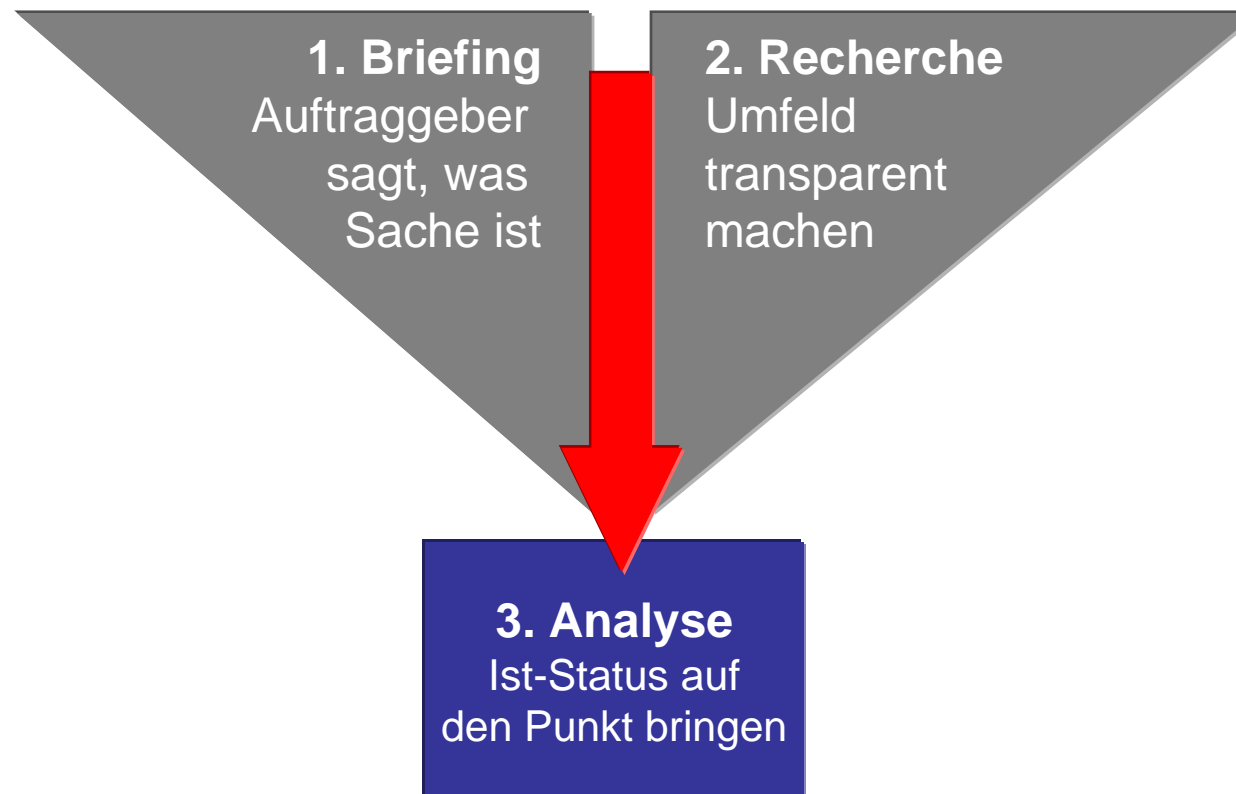 1. Briefing
Auftraggeber
sagt, was
Sache ist
2. Recherche
Umfeld
transparent
machen
3. Analyse
Ist-Status auf
den Punkt bringen